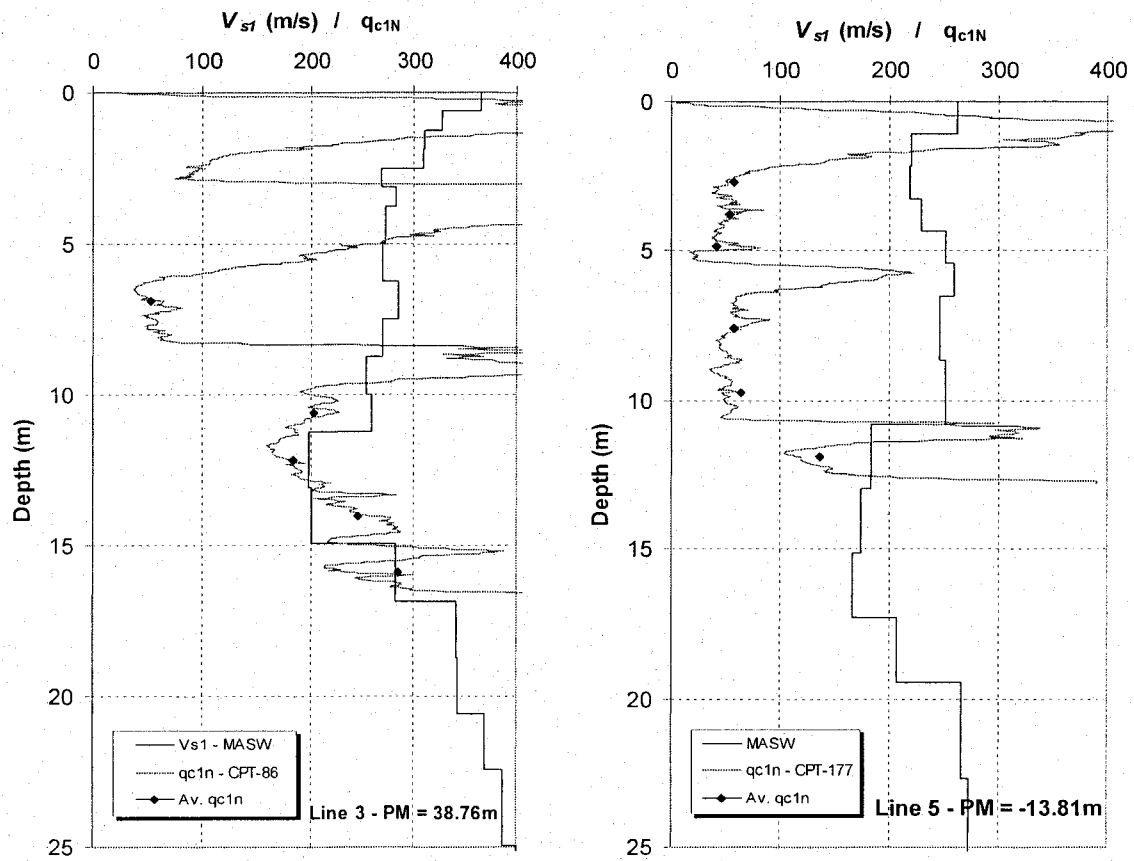 Vs1 (m/s) / qc1N
0 100 200 300 400
0
5
10
15
20
25
Depth (m)
Vs1 - MASW
qc1n - CPT-86
Av. qc1n
Line 3 - PM = 38.76m
Vs1 (m/s) / qc1N
0 100 200 300 400
0
5
10
15
20
25
Depth (m)
MASW
qc1n - CPT-177
Av. qc1n
Line 5 - PM = -13.81m